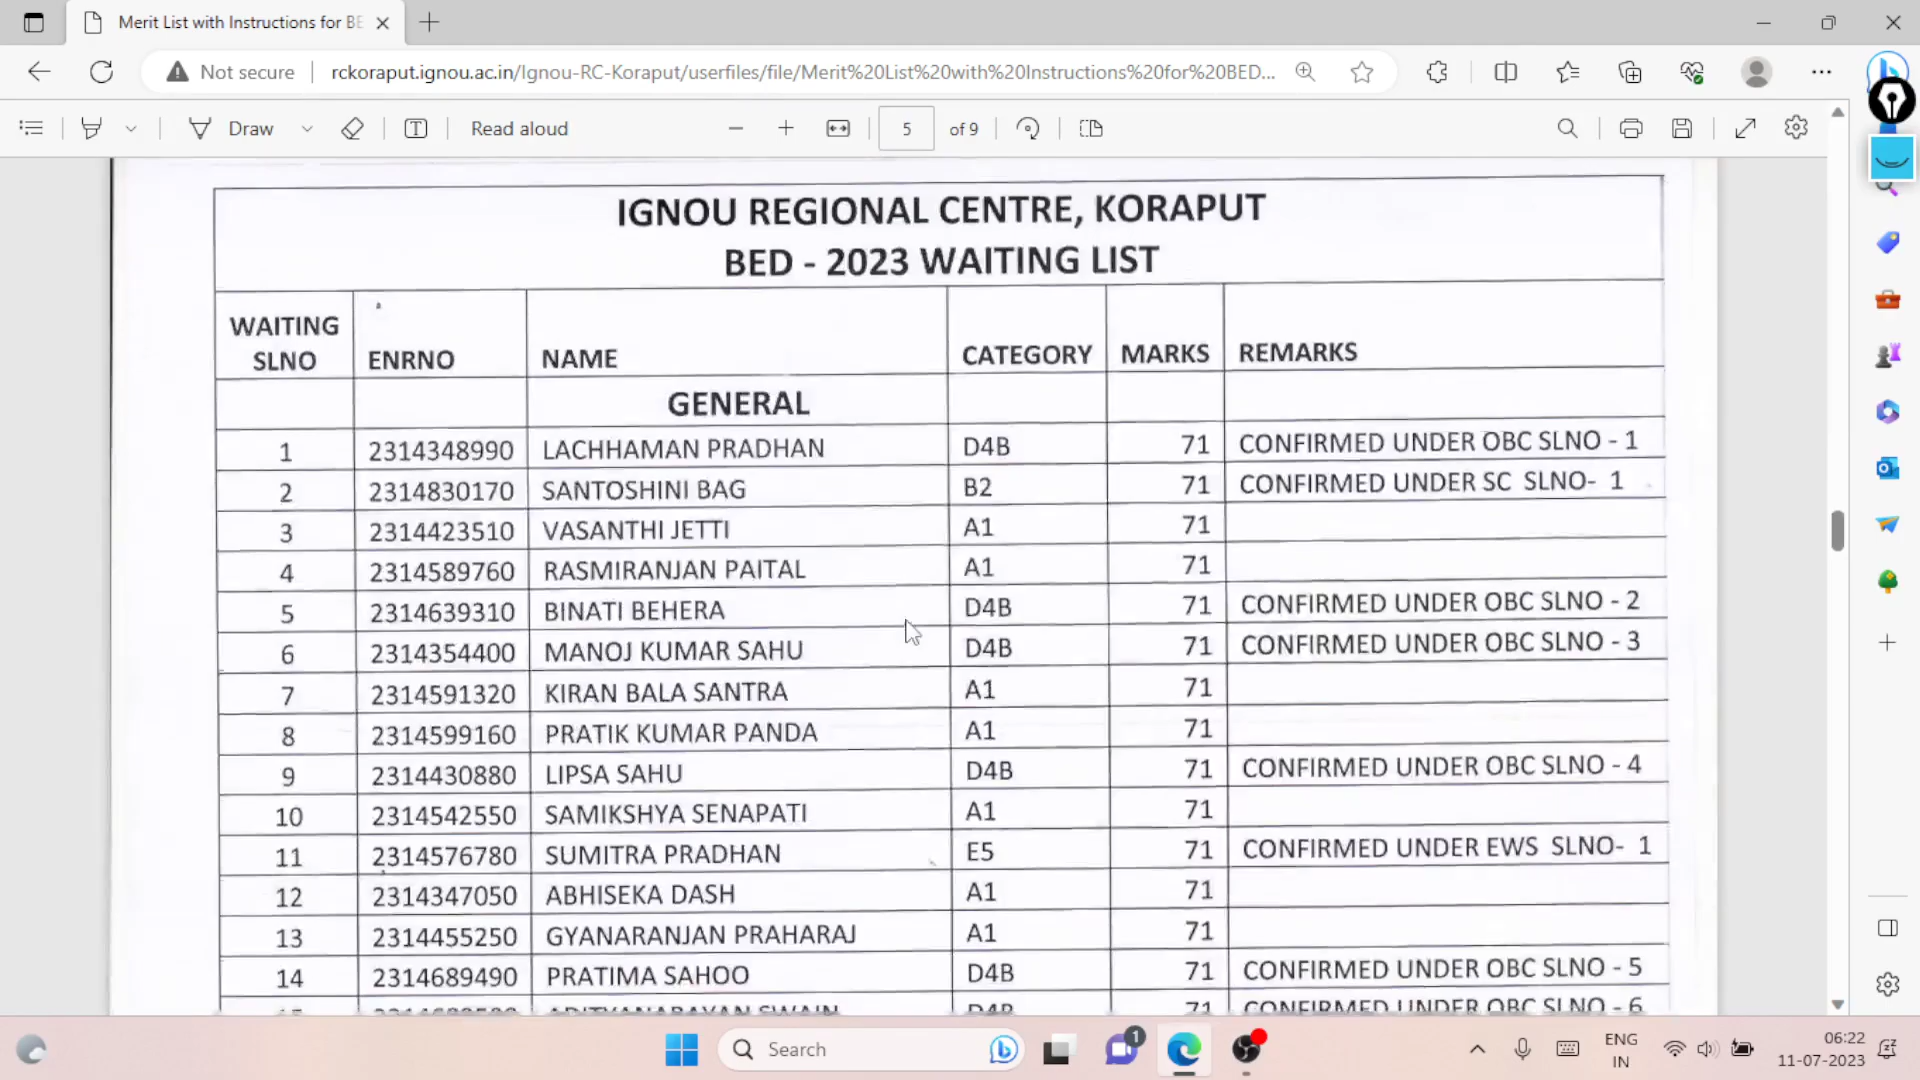 Merit List with Instructions for BE
Not secure
rckoraput.ignou.ac.in/Ignou-RC-Koraput/userfiles/file/Merit%20List%20with%20Instructions%20for%20BED...
Draw
Read aloud
5 of 9
IGNOU REGIONAL CENTRE, KORAPUT
BED - 2023 WAITING LIST
WAITING SLNO ENRNO NAME CATEGORY MARKS REMARKS
GENERAL
1 2314348990 LACHHAMAN PRADHAN D4B 71 CONFIRMED UNDER OBC SLNO - 1
2 2314830170 SANTOSHINI BAG B2 71 CONFIRMED UNDER SC SLNO- 1
3 2314423510 VASANTHI JETTI A1 71
4 2314589760 RASMIRANJAN PAITAL A1 71
5 2314639310 BINATI BEHERA D4B 71 CONFIRMED UNDER OBC SLNO - 2
6 2314354400 MANOJ KUMAR SAHU D4B 71 CONFIRMED UNDER OBC SLNO - 3
7 2314591320 KIRAN BALA SANTRA A1 71
8 2314599160 PRATIK KUMAR PANDA A1 71
9 2314430880 LIPSA SAHU D4B 71 CONFIRMED UNDER OBC SLNO - 4
10 2314542550 SAMIKSHYA SENAPATI A1 71
11 2314576780 SUMITRA PRADHAN E5 71 CONFIRMED UNDER EWS SLNO- 1
12 2314347050 ABHISEKA DASH A1 71
13 2314455250 GYANARANJAN PRAHARAJ A1 71
14 2314689490 PRATIMA SAHOO D4B 71 CONFIRMED UNDER OBC SLNO - 5
D4B 71 CONFIRMED UNDER OBC SLNO - 6
Search
1
ENG
IN
06:22
11-07-2023